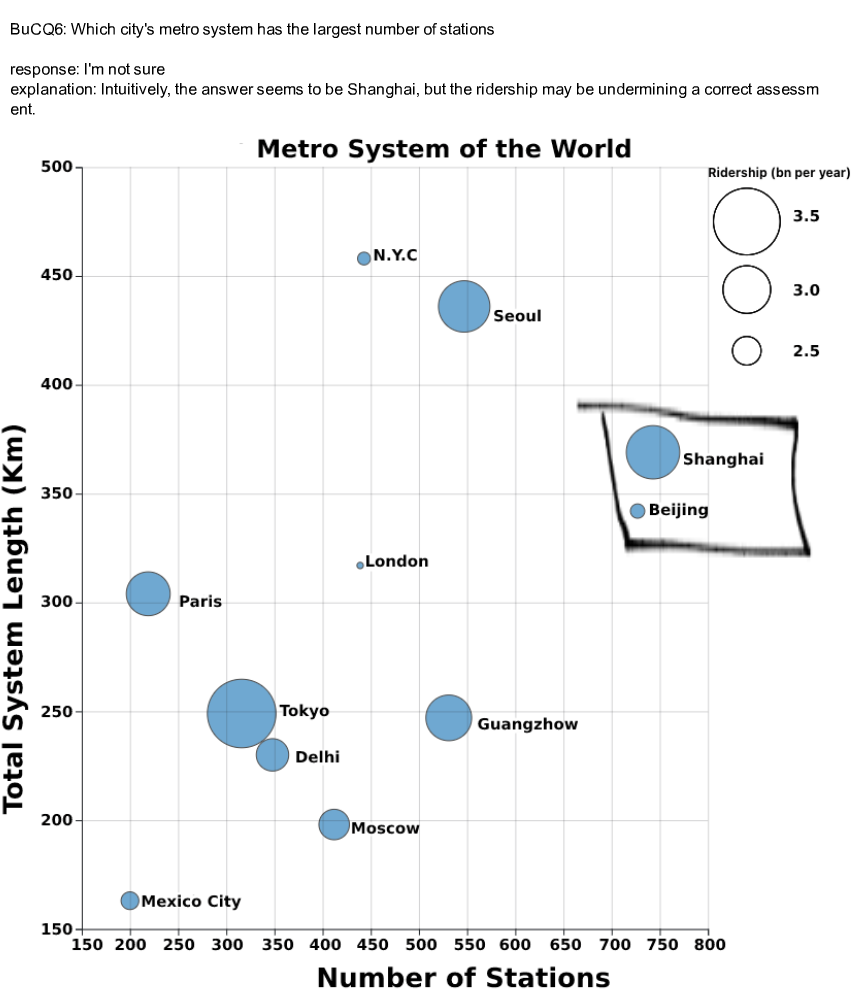 BuCQ6: Which city's metro system has the largest number of stations
response: I'm not sure
explanation: Intuitively, the answer seems to be Shanghai, but the ridership may be undermining a correct assessm
ent.
Metro System of the World
Ridership (bn per year)
3.5
3.0
2.5
500
450
400
350
300
250
200
150
Total System Length (Km)
N.Y.C
Seoul
Shanghai
Beijing
London
Paris
Tokyo
Guangzhow
Delhi
Moscow
Mexico City
150 200 250 300 350 400 450 500 550 600 650 700 750 800
Number of Stations